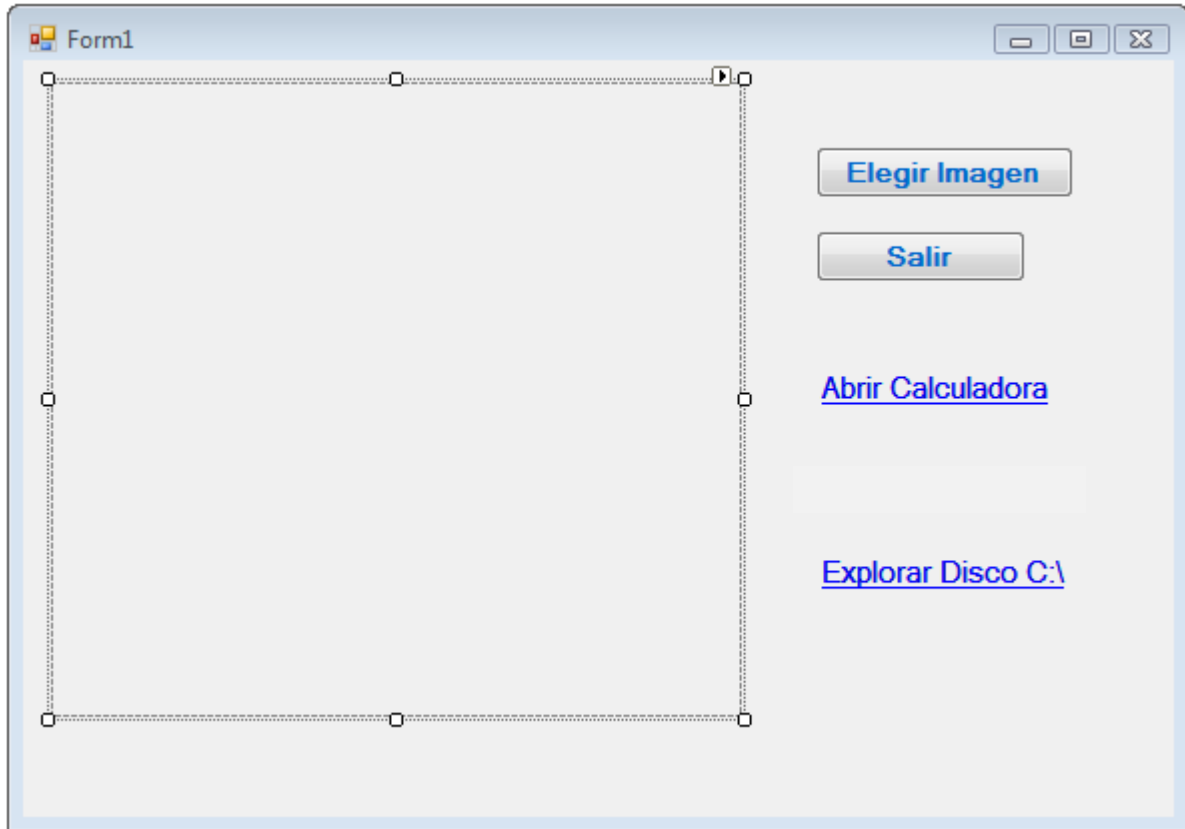 Form1
Elegir Imagen
Salir
Abrir Calculadora
Explorar Disco C:\